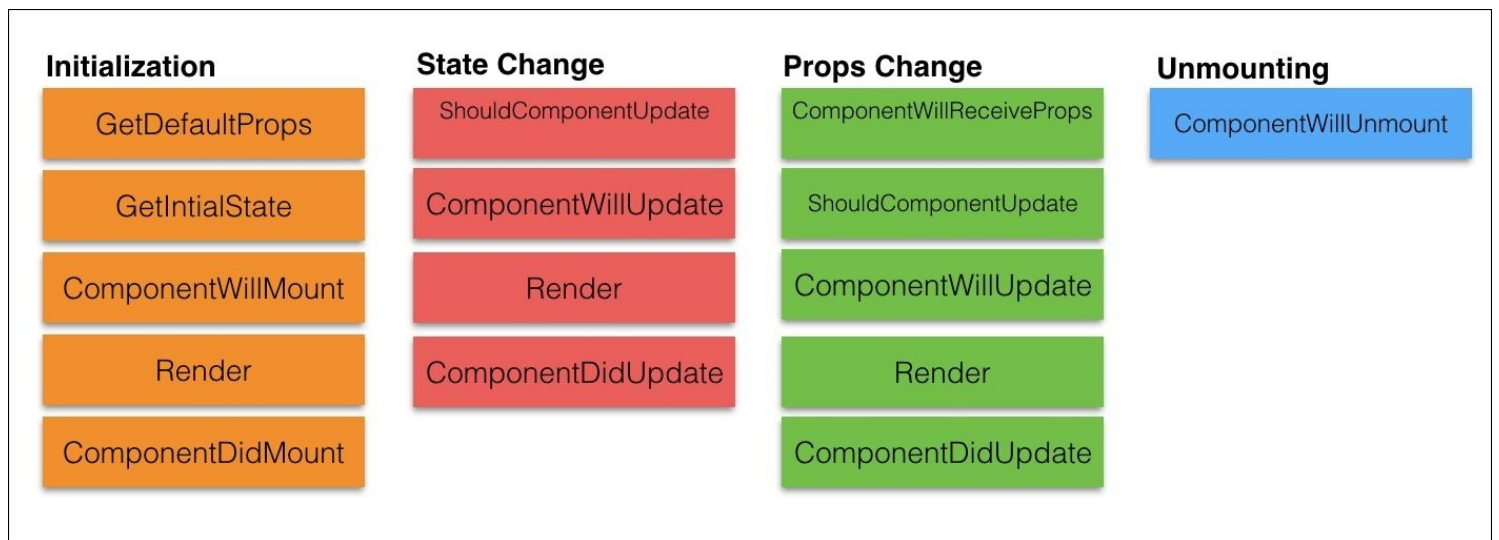 Initialization
GetDefaultProps
GetIntialState
ComponentWillMount
Render
ComponentDidMount
State Change
ShouldComponentUpdate
ComponentWillUpdate
Render
ComponentDidUpdate
Props Change
ComponentWillReceiveProps
ShouldComponentUpdate
ComponentWillUpdate
Render
ComponentDidUpdate
Unmounting
ComponentWillUnmount